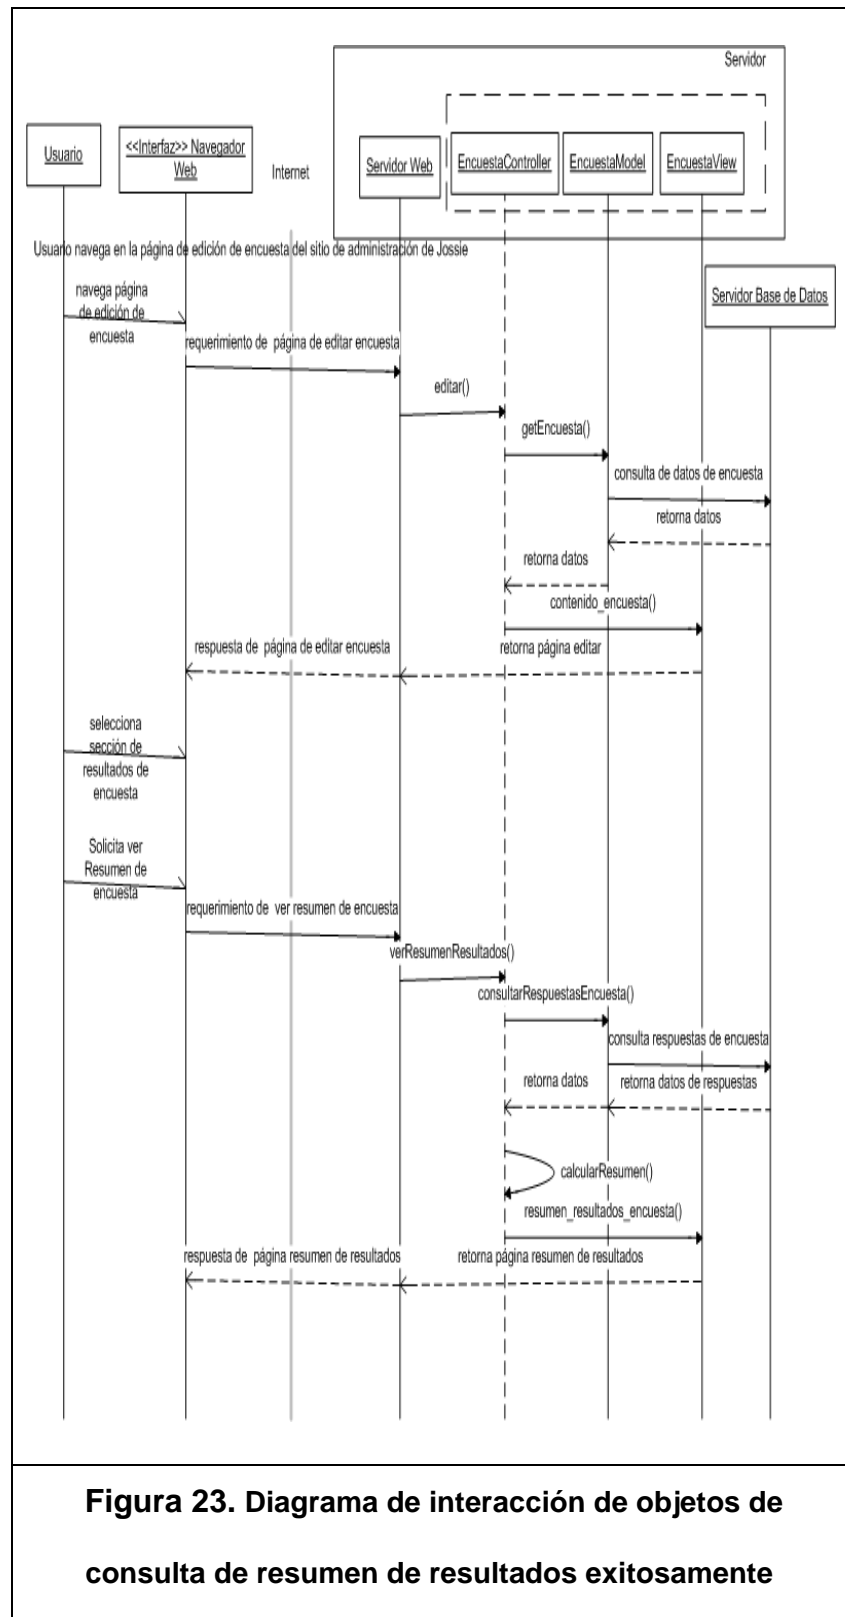 Servidor
Usuario
<<Interfaz>> Navegador
Web
Internet
Servidor Web
EncuestaController
EncuestaModel
EncuestaView
Usuario navega en la página de edición de encuesta del sitio de administración de Jossie
Servidor Base de Datos
navega página
de edición de
encuesta
requerimiento de página de editar encuesta
editar()
getEncuesta()
consulta de datos de encuesta
retorna datos
retorna datos
contenido_encuesta()
respuesta de página de editar encuesta
retorna página editar
selecciona
sección de
resultados de
encuesta
Solicita ver
Resumen de
encuesta
requerimiento de ver resumen de encuesta
verResumenResultados()
consultarRespuestasEncuesta()
consulta respuestas de encuesta
retorna datos
retorna datos de respuestas
calcularResumen()
resumen_resultados_encuesta()
respuesta de página resumen de resultados
retorna página resumen de resultados
Figura 23. Diagrama de interacción de objetos de
consulta de resumen de resultados exitosamente